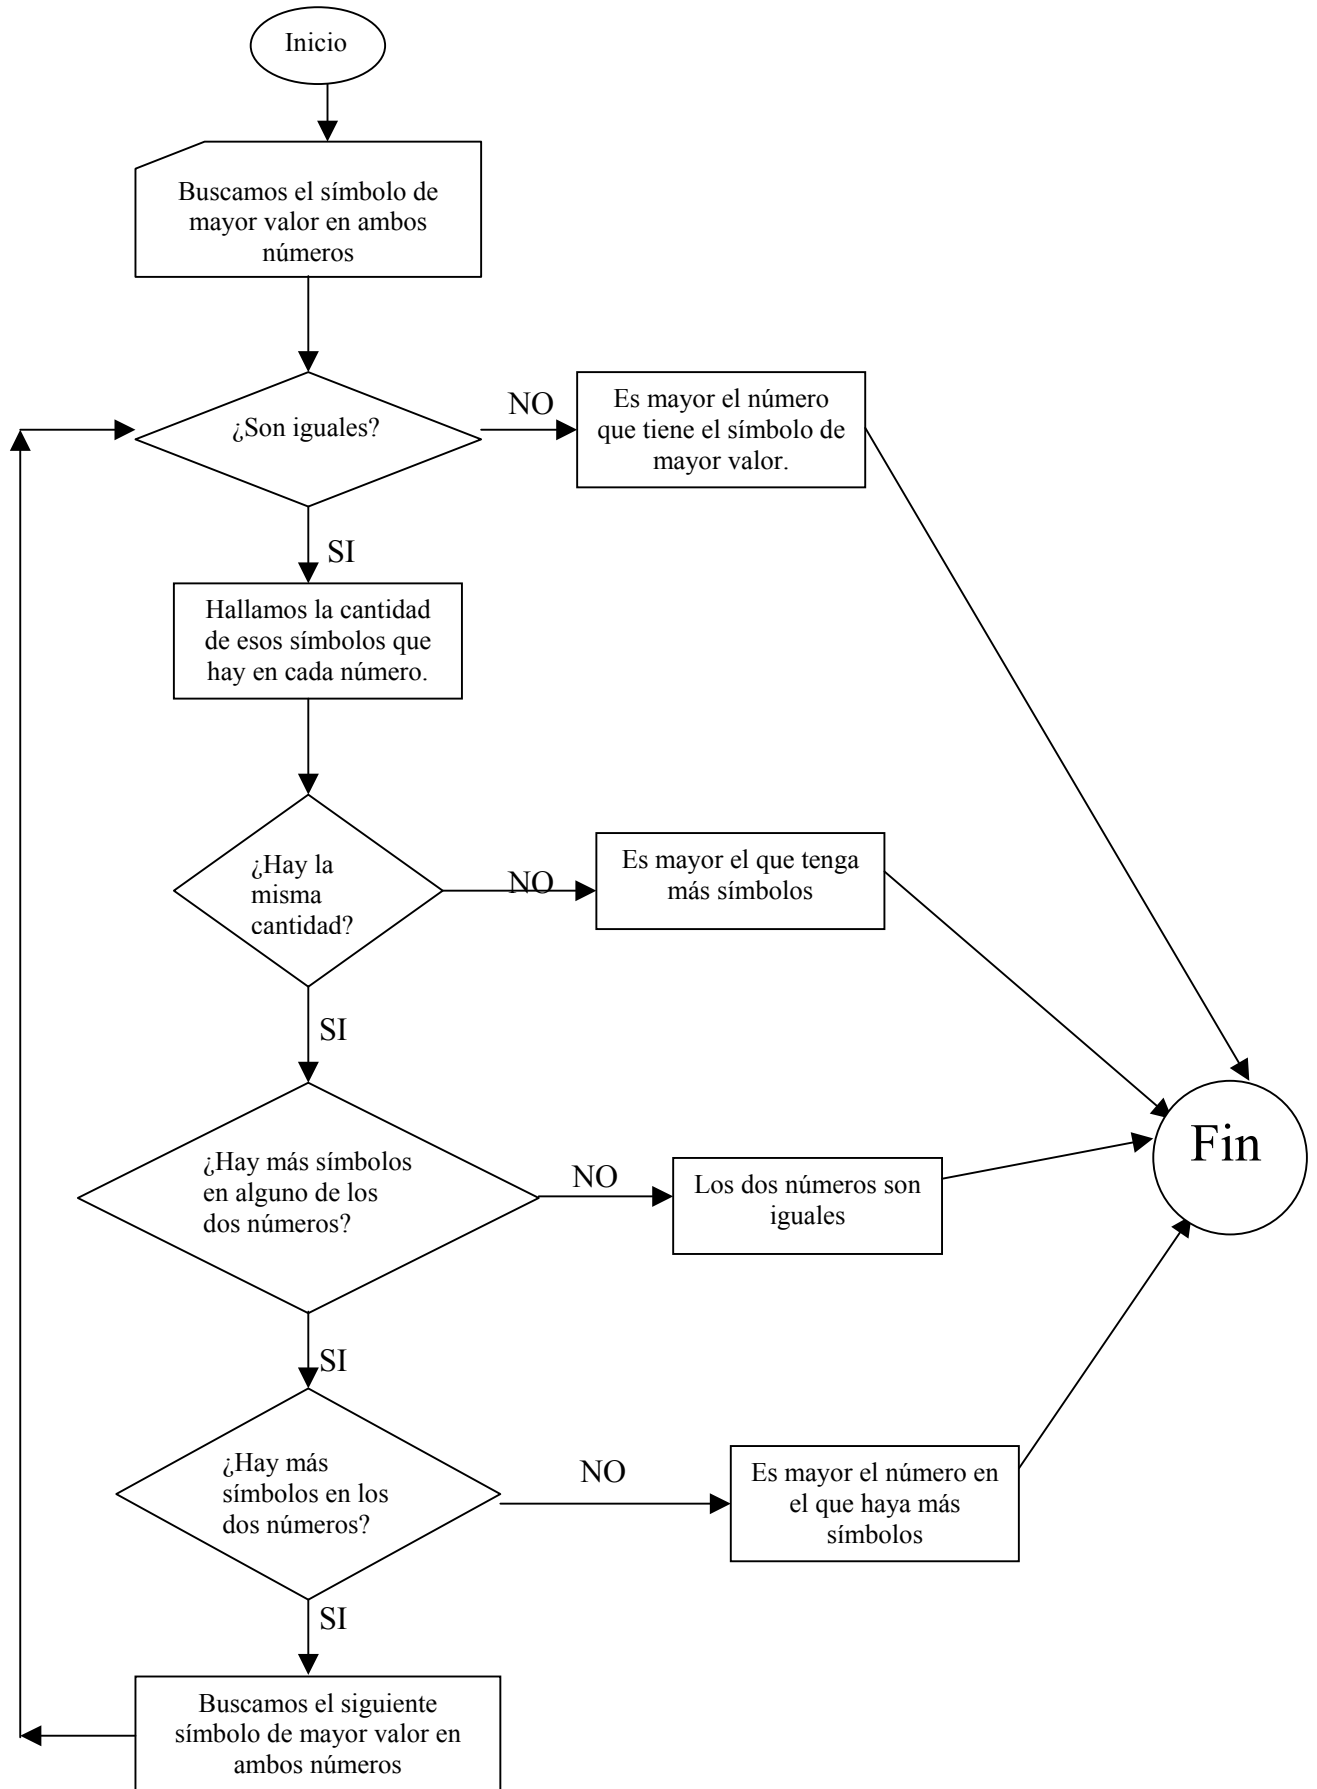 Inicio
Buscamos el símbolo de
mayor valor en ambos
números
¿Son iguales?
NO
Es mayor el número
que tiene el símbolo de
mayor valor.
SI
Hallamos la cantidad
de esos símbolos que
hay en cada número.
¿Hay la
misma
cantidad?
NO
Es mayor el que tenga
más símbolos
SI
¿Hay más símbolos
en alguno de los
dos números?
NO
Los dos números son
iguales
Fin
SI
¿Hay más
símbolos en los
dos números?
NO
Es mayor el número en
el que haya más
símbolos
SI
Buscamos el siguiente
símbolo de mayor valor en
ambos números